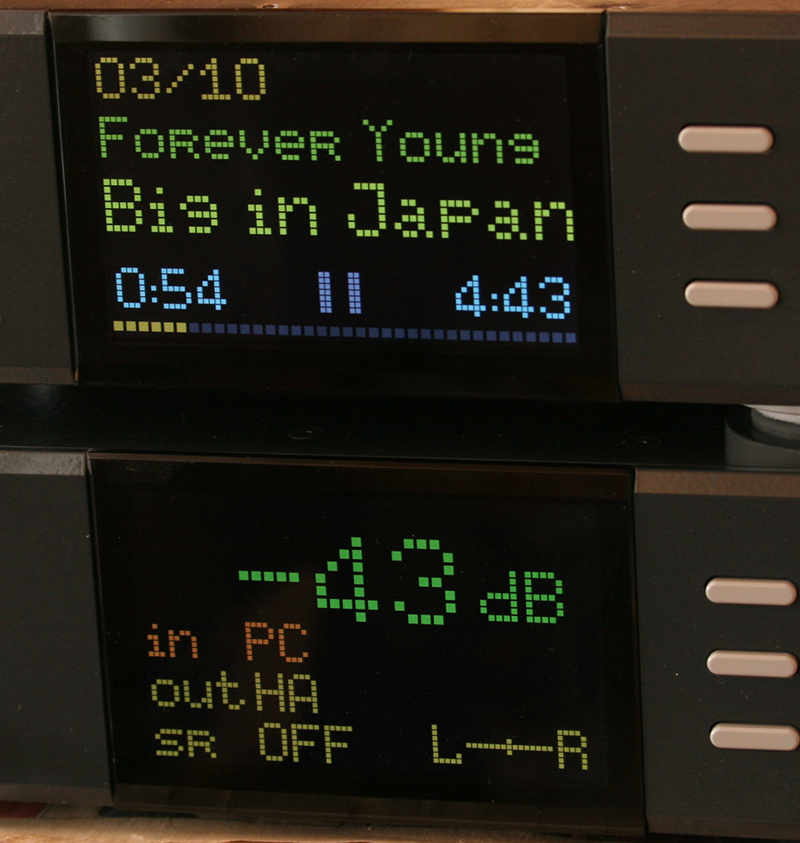 03/10
Forever Young
Big in Japan
0:54 4:43
-43 dB
in PC
out HA
SR OFF L R